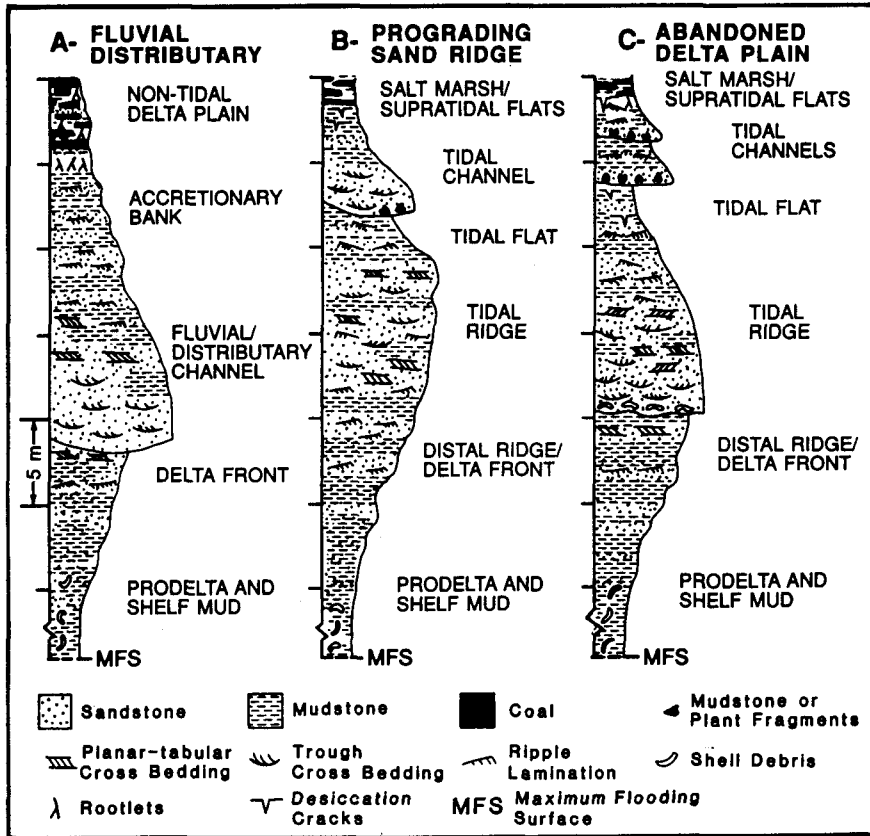 A- FLUVIAL
DISTRIBUTARY
NON-TIDAL
DELTA PLAIN
ACCRETIONARY
BANK
FLUVIAL/
DISTRIBUTARY
CHANNEL
DELTA FRONT
PRODELTA AND
SHELF MUD
MFS
5 m
B- PROGRADING
SAND RIDGE
SALT MARSH/
SUPRATIDAL FLATS
TIDAL
CHANNEL
TIDAL FLAT
TIDAL
RIDGE
DISTAL RIDGE/
DELTA FRONT
PRODELTA AND
SHELF MUD
MFS
C- ABANDONED
DELTA PLAIN
SALT MARSH/
SUPRATIDAL FLATS
TIDAL
CHANNELS
TIDAL FLAT
TIDAL
RIDGE
DISTAL RIDGE/
DELTA FRONT
PRODELTA AND
SHELF MUD
MFS
Sandstone
Mudstone
Coal
Mudstone or
Plant Fragments
Planar-tabular
Cross Bedding
Trough
Cross Bedding
Ripple
Lamination
Shell Debris
Rootlets
Desiccation
Cracks
MFS Maximum Flooding
Surface